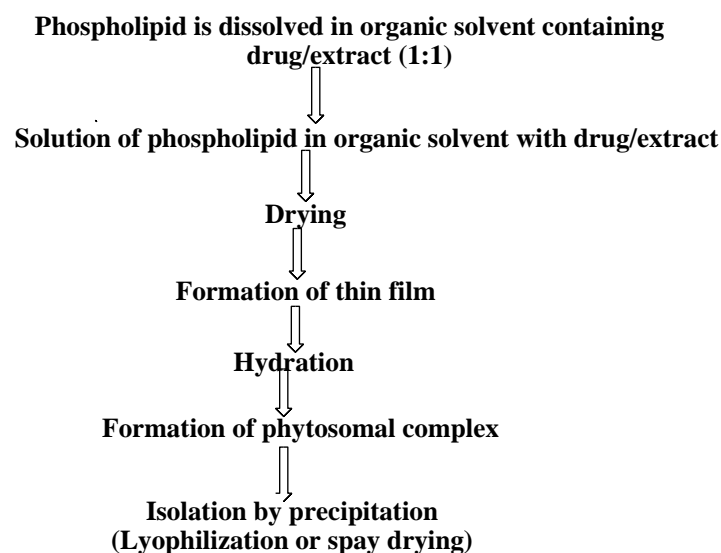 Phospholipid is dissolved in organic solvent containing
drug/extract (1:1)
Solution of phospholipid in organic solvent with drug/extract
Drying
Formation of thin film
Hydration
Formation of phytosomal complex
Isolation by precipitation
(Lyophilization or spay drying)